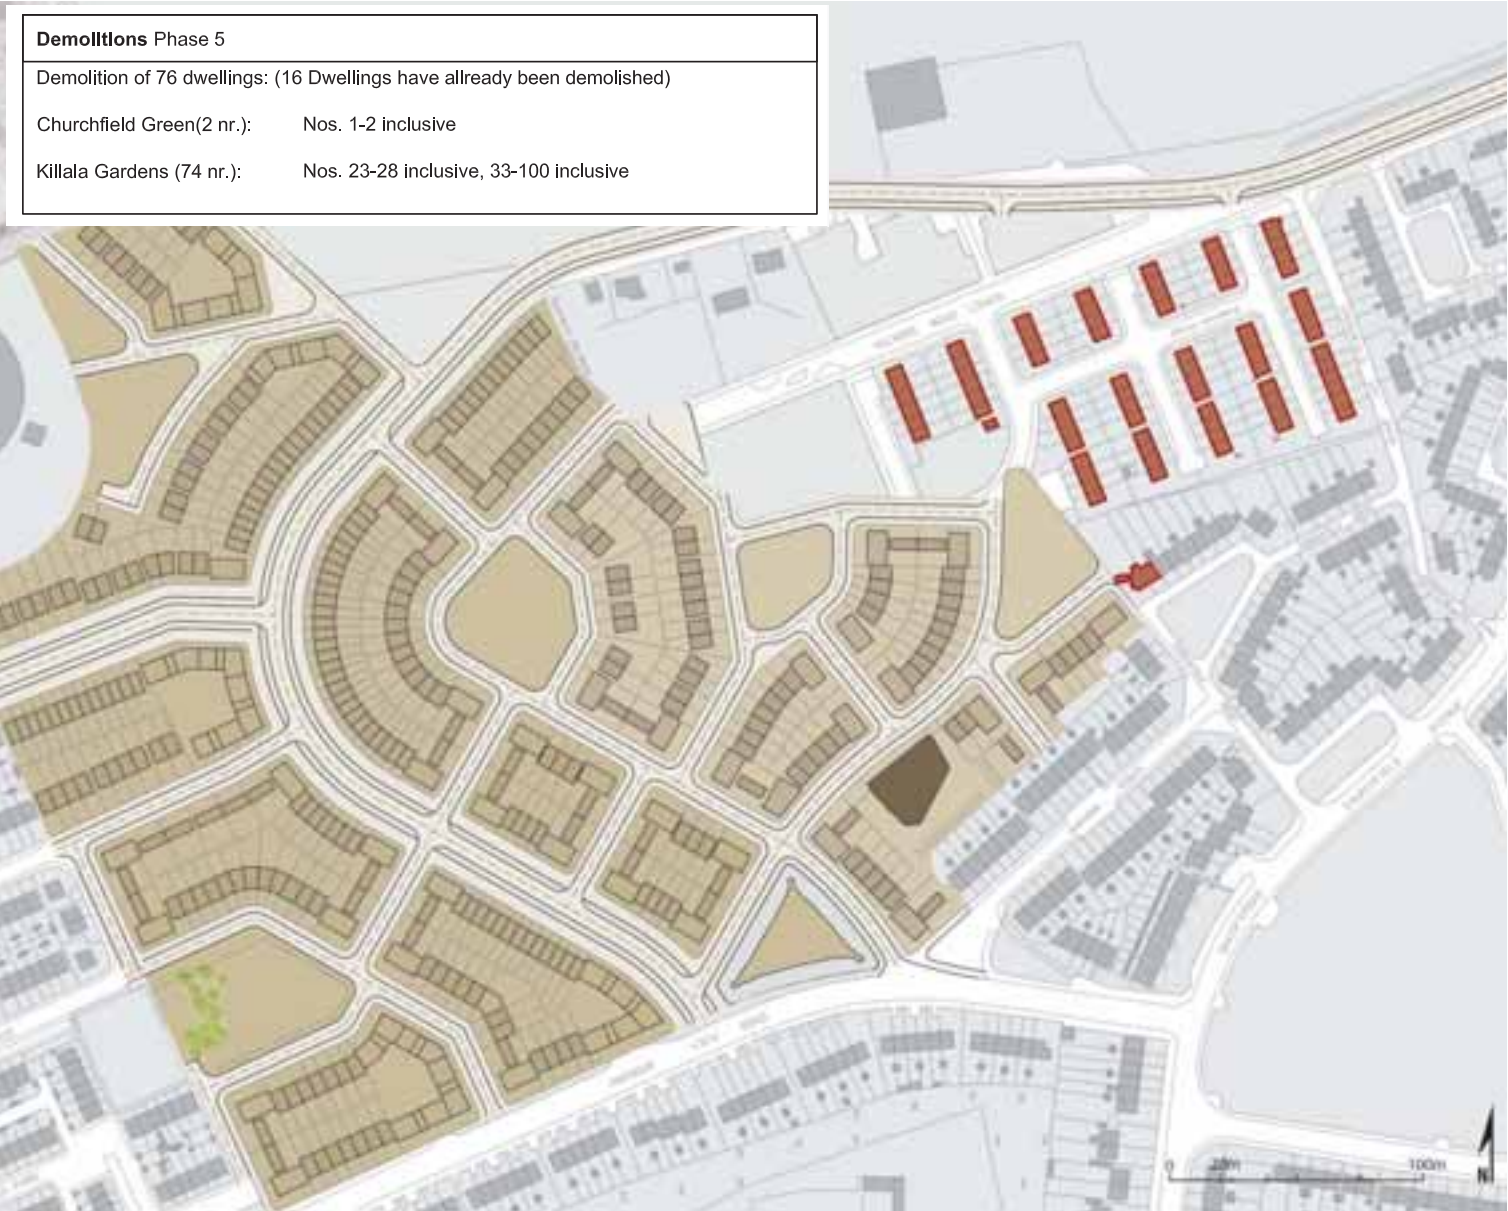 Demolitions Phase 5
Demolition of 76 dwellings: (16 Dwellings have allready been demolished)
Churchfield Green(2 nr.): Nos. 1-2 inclusive
Killala Gardens (74 nr.): Nos. 23-28 inclusive, 33-100 inclusive
0 100m
N